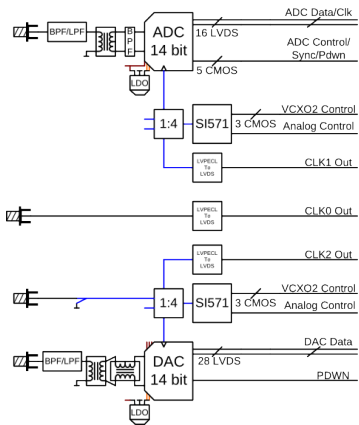 ADC Data/Clk
BPF/LPF
B
P
F
ADC
14 bit
16 LVDS
ADC Control/
Sync/Pdwn
5 CMOS
LDO
VCXO2 Control
1:4
SI571
3 CMOS
Analog Control
LVPECL
To
LVDS
CLK1 Out
LVPECL
To
LVDS
CLK0 Out
LVPECL
To
LVDS
CLK2 Out
VCXO2 Control
1:4
SI571
3 CMOS
Analog Control
DAC Data
BPF/LPF
DAC
14 bit
28 LVDS
PDWN
LDO